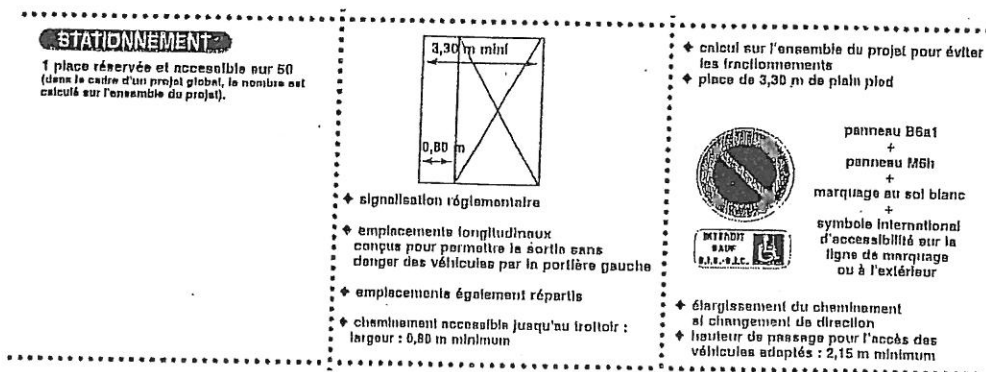 STATIONNEMENT
1 place réservée et accessible sur 50
(dans le cadre d'un projet global, le nombre est
calculé sur l'ensemble du projet).
3,30 m mini
0,80 m
♦ signalisation réglementaire
♦ emplacements longitudinaux
conçus pour permettre la sortie sans
danger des véhicules par la portière gauche
♦ emplacements également répartis
♦ cheminement accessible jusqu'au trottoir :
largeur : 0,80 m minimum
♦ calcul sur l'ensemble du projet pour éviter
les fractionnements
♦ place de 3,30 m de plain pied
panneau B6a1
+
panneau M6h
+
marquage au sol blanc
+
symbole international
d'accessibilité sur la
ligne de marquage
ou à l'extérieur
INTERDIT
SAUF
G.I.G.-G.I.C.
♦ élargissement du cheminement
si changement de direction
♦ hauteur de passage pour l'accès des
véhicules adaptés : 2,15 m minimum